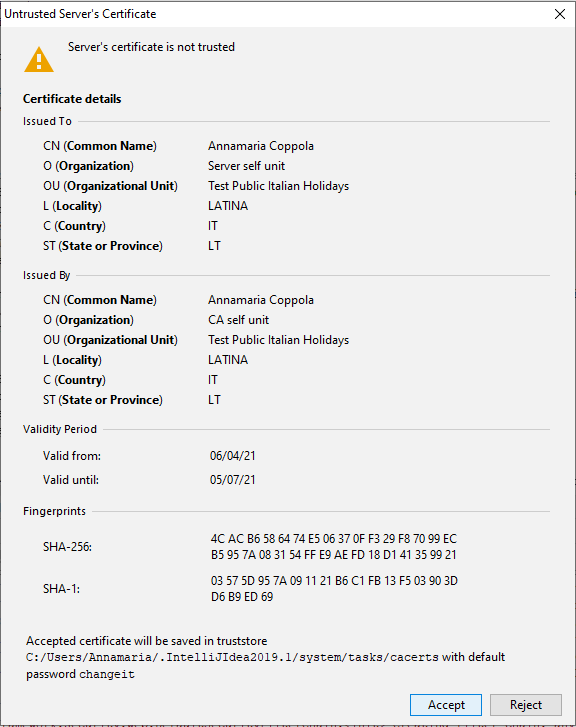 Untrusted Server's Certificate
Server's certificate is not trusted
Certificate details
Issued To
CN (Common Name) Annamaria Coppola
O (Organization) Server self unit
OU (Organizational Unit) Test Public Italian Holidays
L (Locality) LATINA
C (Country) IT
ST (State or Province) LT
Issued By
CN (Common Name) Annamaria Coppola
O (Organization) CA self unit
OU (Organizational Unit) Test Public Italian Holidays
L (Locality) LATINA
C (Country) IT
ST (State or Province) LT
Validity Period
Valid from: 06/04/21
Valid until: 05/07/21
Fingerprints
SHA-256: 4C AC B6 58 64 74 E5 06 37 0F F3 29 F8 70 99 EC
B5 95 7A 08 31 54 FF E9 AE FD 18 D1 41 35 99 21
SHA-1: 03 57 5D 95 7A 09 11 21 B6 C1 FB 13 F5 03 90 3D
D6 B9 ED 69
Accepted certificate will be saved in truststore
C:/Users/Annamaria/.IntelliJIdea2019.1/system/tasks/cacerts with default
password changeit
Accept Reject